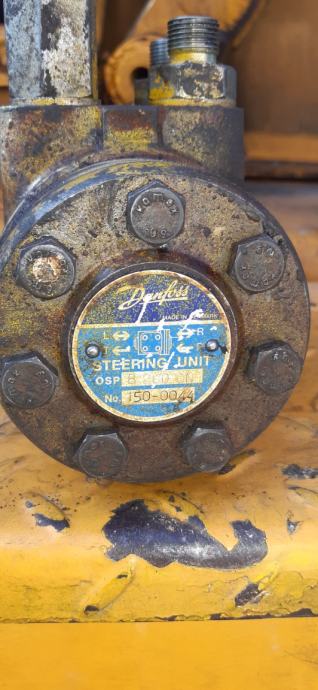 Danfoss
MADE IN DENMARK
L R
T P
STEERING UNIT
OSP
No. 150-0044